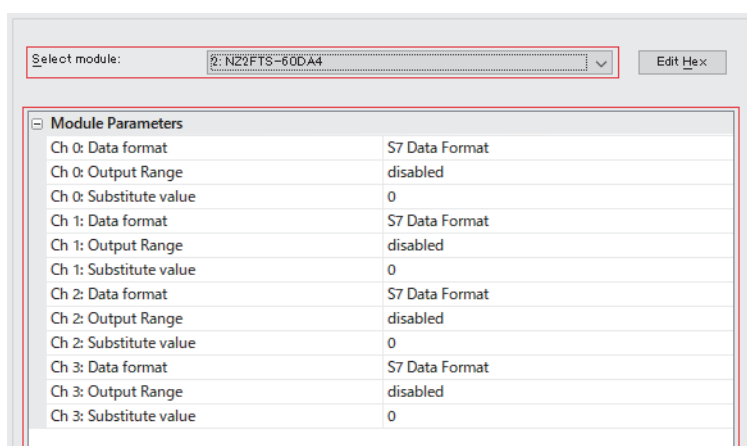 Select module: 2: NZ2FTS-60DA4 Edit Hex
Module Parameters
Ch 0: Data format S7 Data Format
Ch 0: Output Range disabled
Ch 0: Substitute value 0
Ch 1: Data format S7 Data Format
Ch 1: Output Range disabled
Ch 1: Substitute value 0
Ch 2: Data format S7 Data Format
Ch 2: Output Range disabled
Ch 2: Substitute value 0
Ch 3: Data format S7 Data Format
Ch 3: Output Range disabled
Ch 3: Substitute value 0